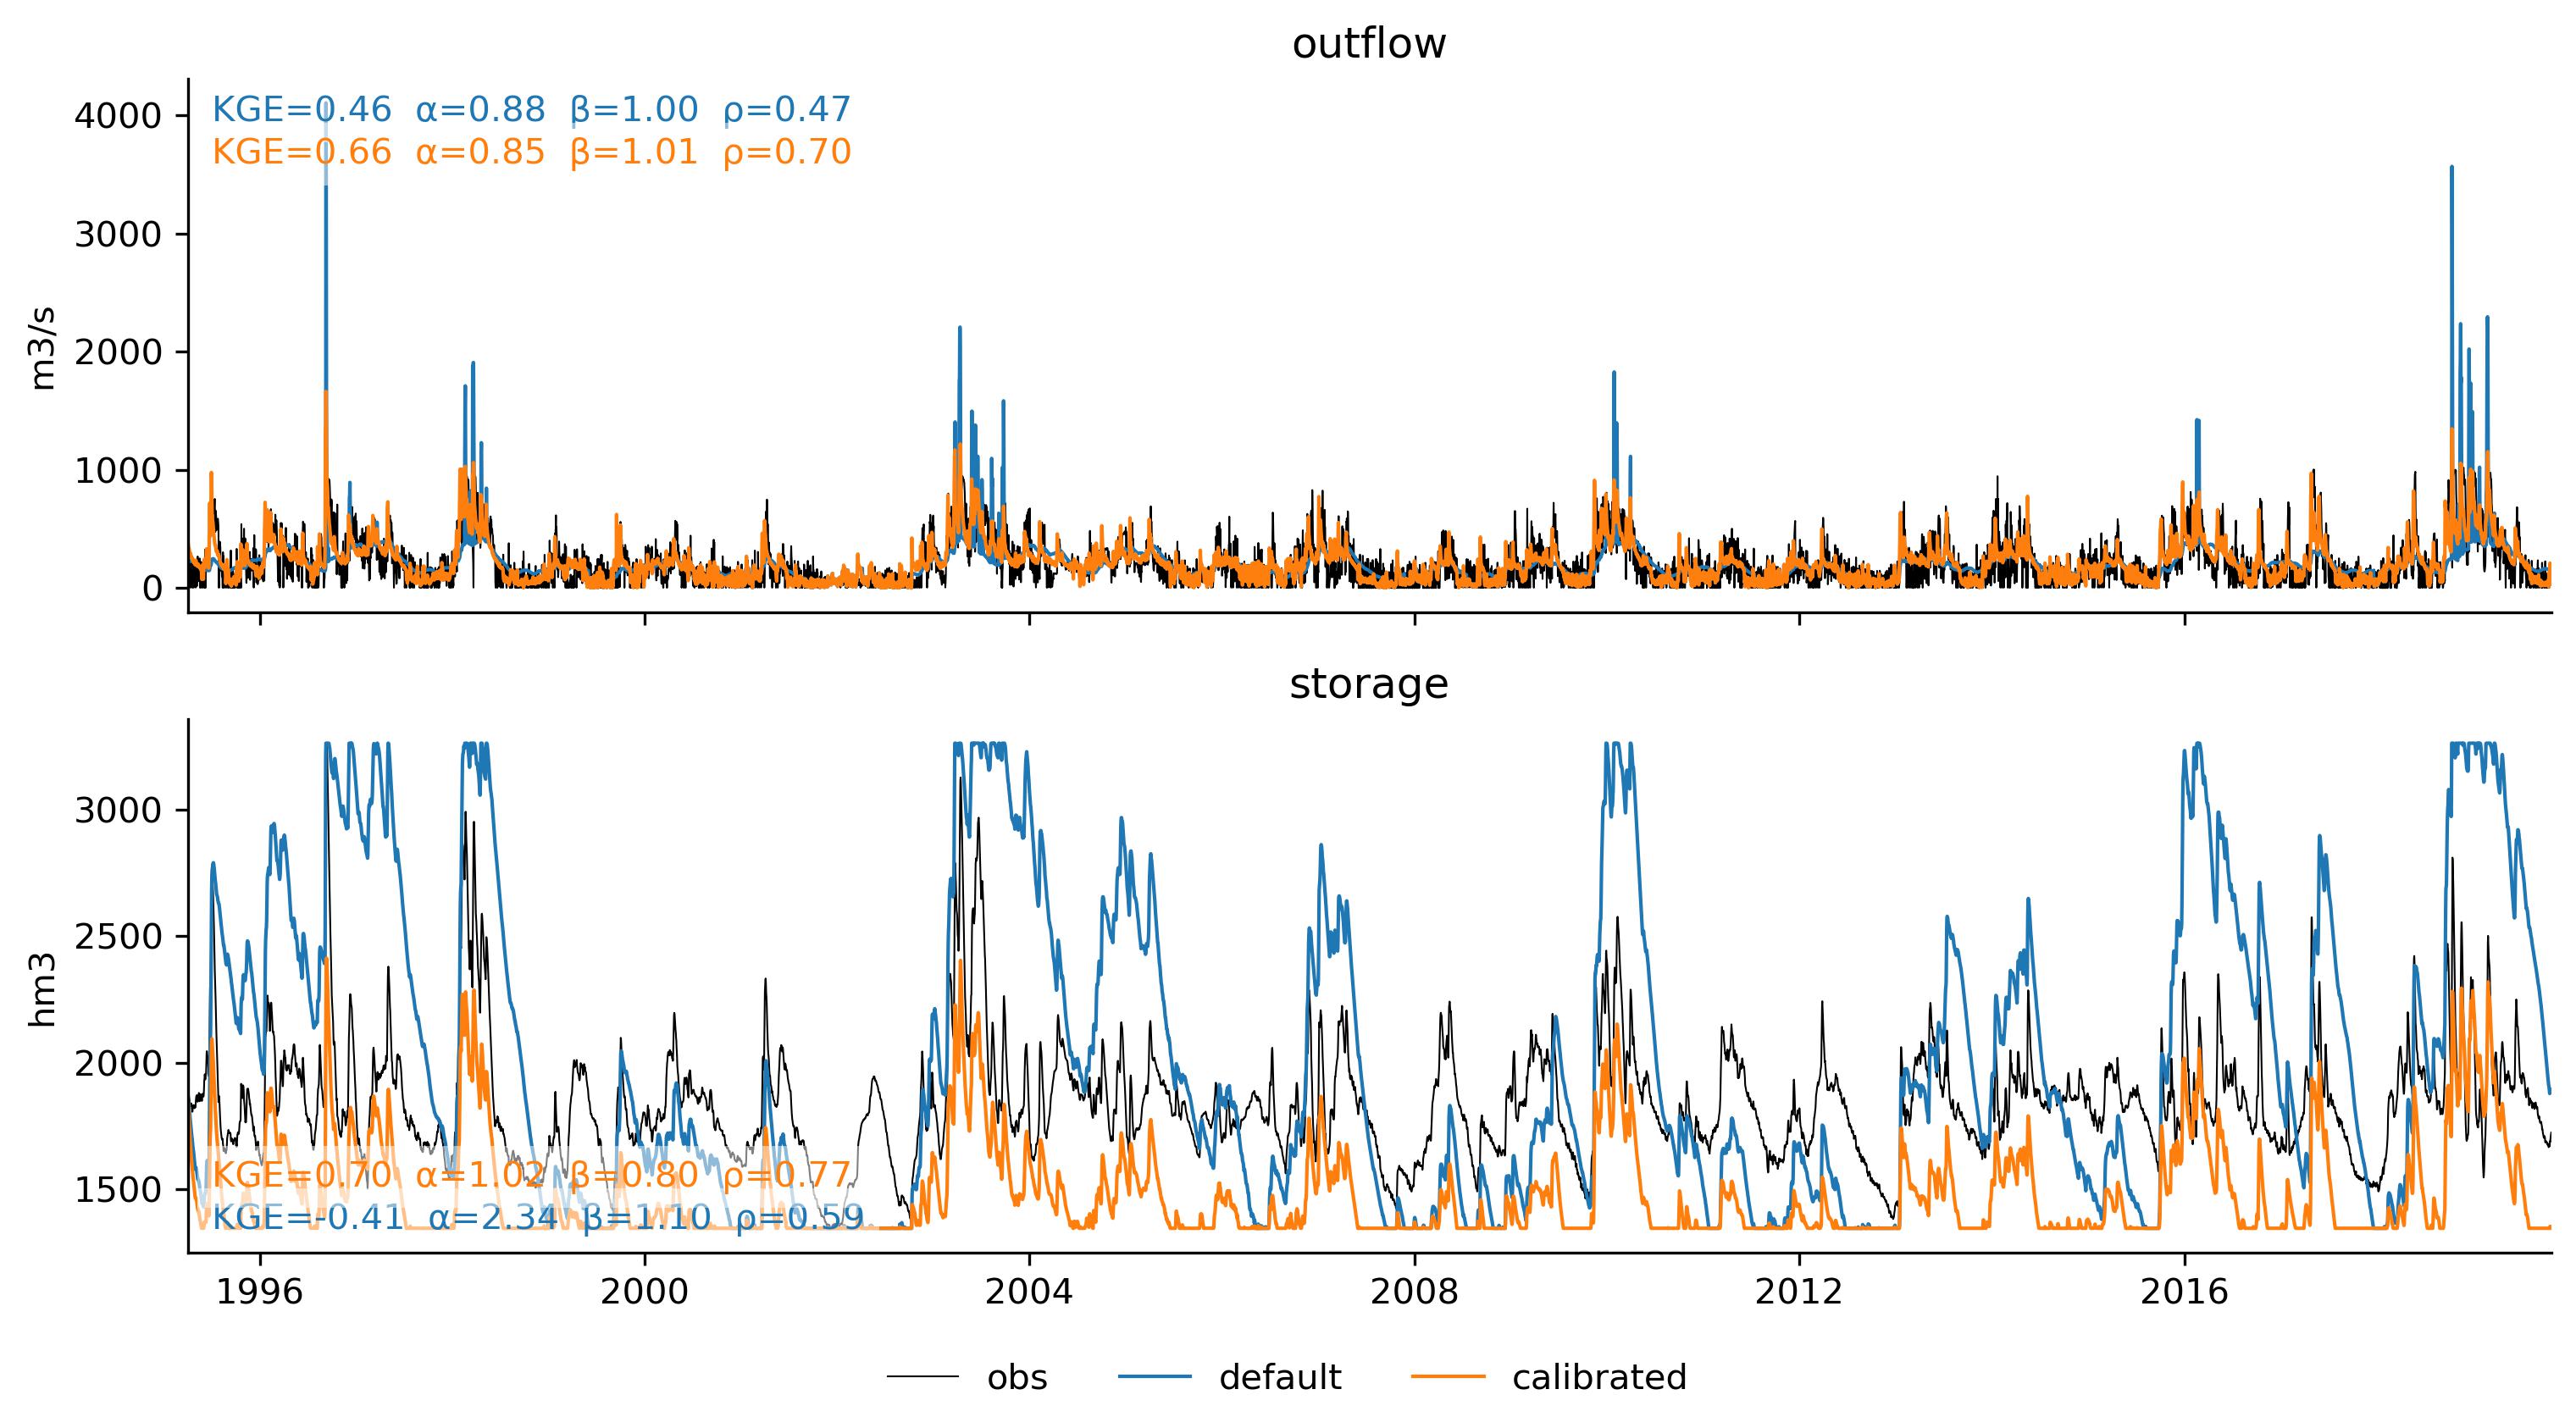 outflow
KGE=0.46 α=0.88 β=1.00 ρ=0.47
KGE=0.66 α=0.85 β=1.01 ρ=0.70
4000
3000
2000
1000
0
m3/s
storage
3000
2500
2000
1500
hm3
KGE=0.70 α=1.02 β=0.80 ρ=0.77
KGE=-0.41 α=2.34 β=1.10 ρ=0.59
1996 2000 2004 2008 2012 2016
obs default calibrated